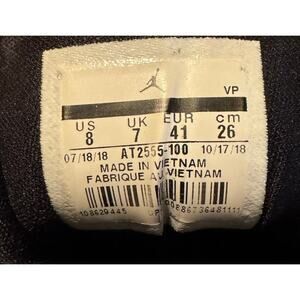 VP
US UK EUR cm
8 7 41 26
07/18/18 AT2555-100 10/17/18
MADE IN VIETNAM
FABRIQUE AU VIETNAM
108629445